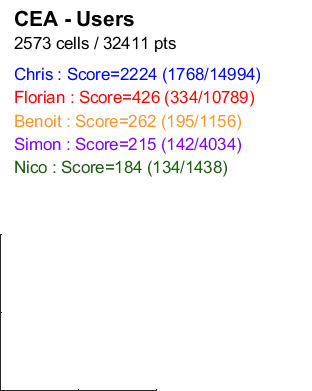 CEA - Users
2573 cells / 32411 pts
Chris : Score=2224 (1768/14994)
Florian : Score=426 (334/10789)
Benoit : Score=262 (195/1156)
Simon : Score=215 (142/4034)
Nico : Score=184 (134/1438)